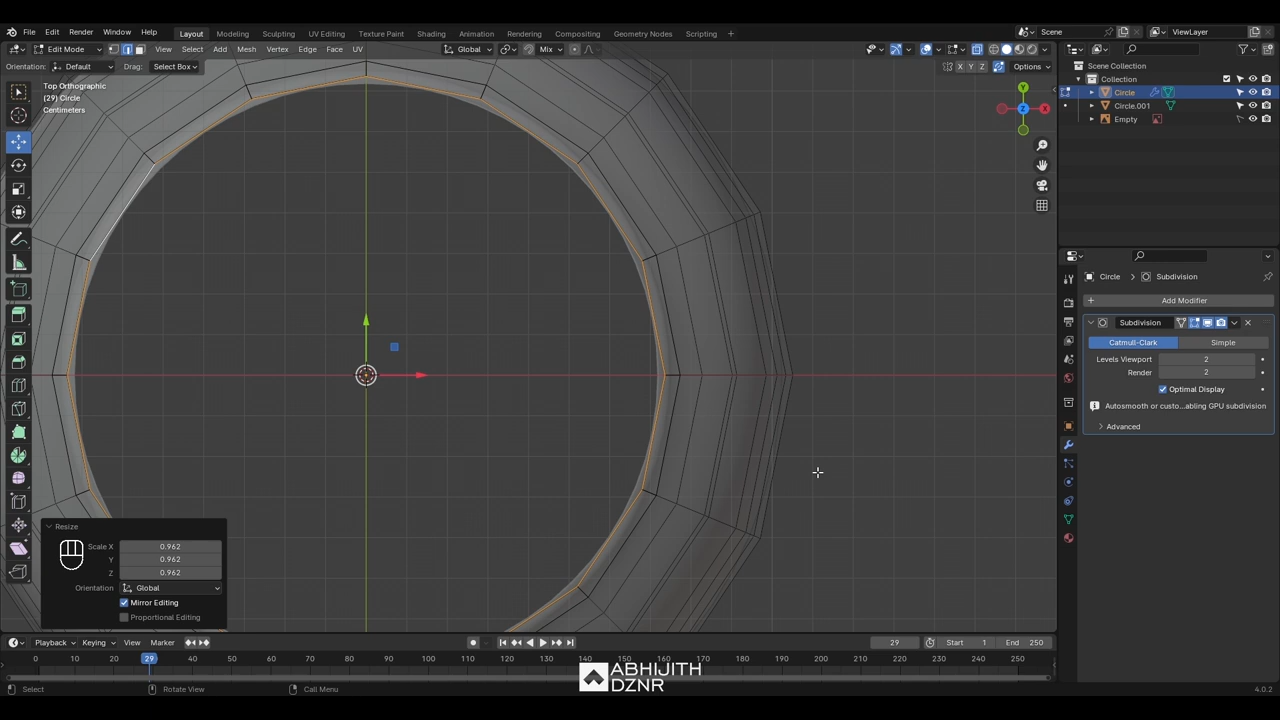 File Edit Render Window Help Layout Modeling Sculpting UV Editing Texture Paint Shading Animation Rendering Compositing Geometry Nodes Scripting + Scene ViewLayer
Edit Mode View Select Add Mesh Vertex Edge Face UV Global Mix
Orientation: Default Drag: Select Box X Y Z Options
Top Orthographic
(29) Circle
Centimeters
Y
Z
X
Scene Collection
Collection
Circle
Circle.001
Empty
Circle > Subdivision
+ Add Modifier
Subdivision
Catmull-Clark Simple
Levels Viewport 2
Render 2
Optimal Display
Autosmooth or custo...abling GPU subdivision
Advanced
Resize
Scale X 0.962
Y 0.962
Z 0.962
Orientation Global
Mirror Editing
Proportional Editing
Playback Keying View Marker 29 Start 1 End 250
0 10 20 29 40 50 60 70 80 90 100 110 120 130 140 150 160 170 180 190 200 210 220 230 240 250
ABHIJITH
DZNR
Select Rotate View Call Menu 4.0.2